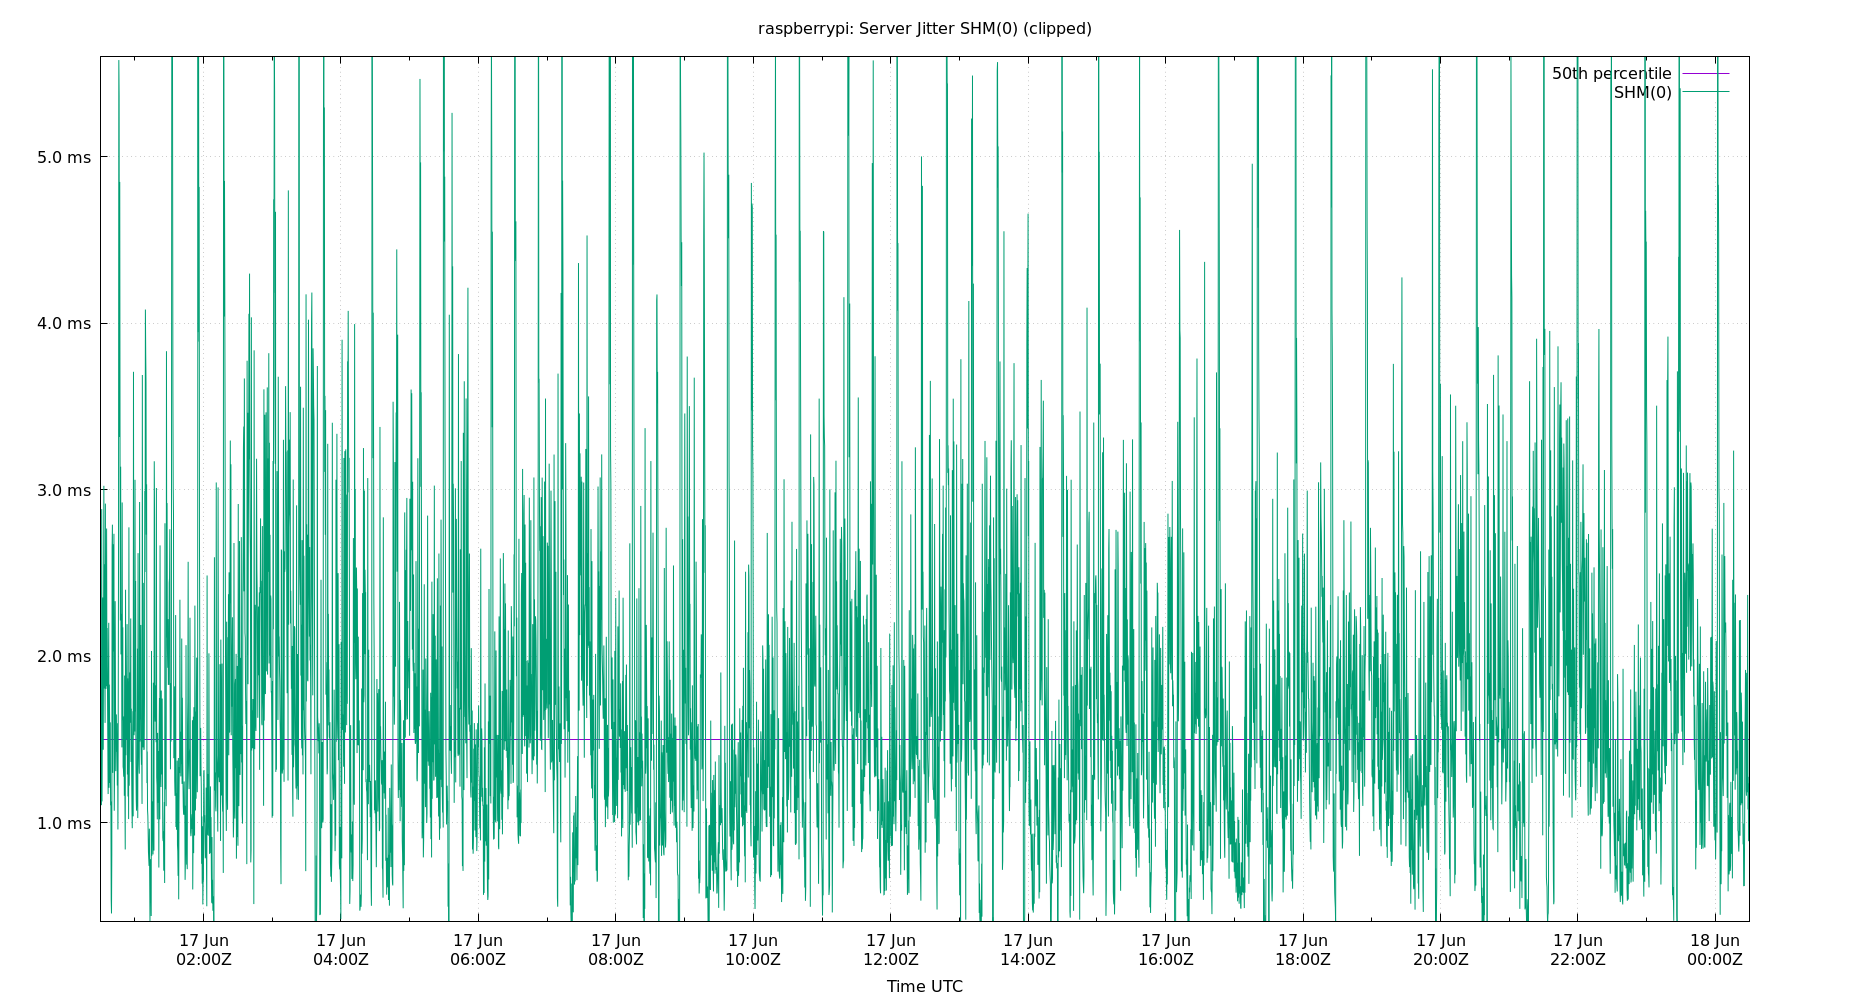 raspberrypi: Server Jitter SHM(0) (clipped)
50th percentile
SHM(0)
5.0 ms
4.0 ms
3.0 ms
2.0 ms
1.0 ms
17 Jun 17 Jun 17 Jun 17 Jun 17 Jun 17 Jun 17 Jun 17 Jun 17 Jun 17 Jun 17 Jun 18 Jun
02:00Z 04:00Z 06:00Z 08:00Z 10:00Z 12:00Z 14:00Z 16:00Z 18:00Z 20:00Z 22:00Z 00:00Z
Time UTC